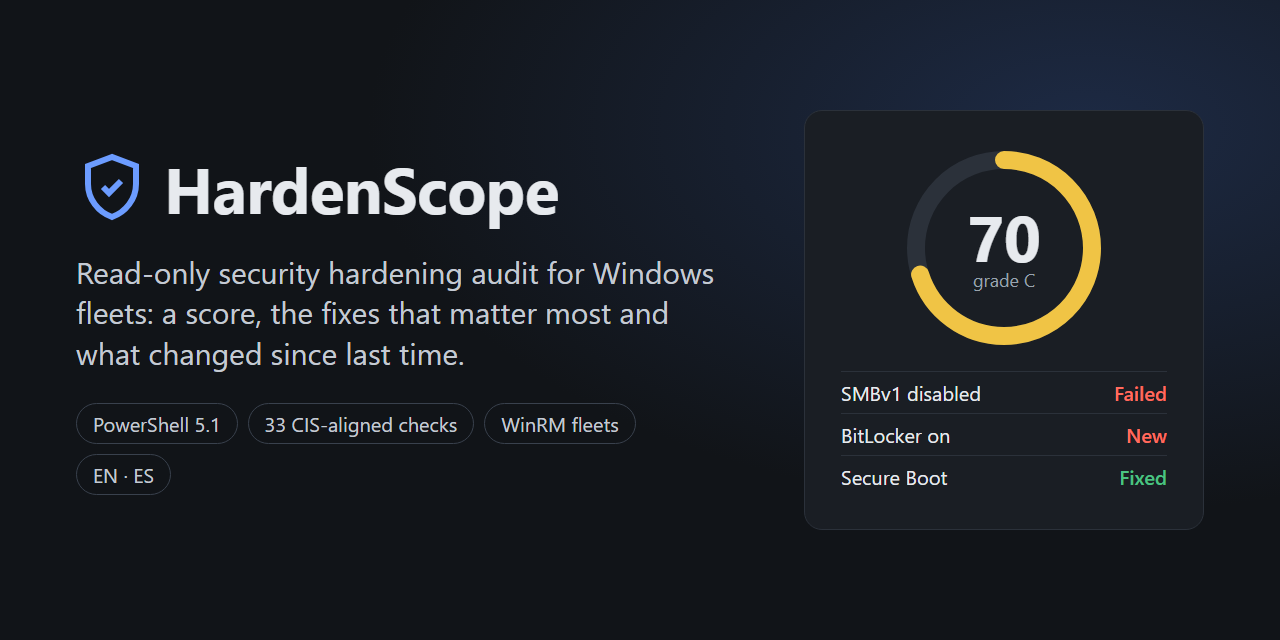 HardenScope
Read-only security hardening audit for Windows
fleets: a score, the fixes that matter most and
what changed since last time.
PowerShell 5.1
33 CIS-aligned checks
WinRM fleets
EN · ES
70
grade C
SMBv1 disabled Failed
BitLocker on New
Secure Boot Fixed